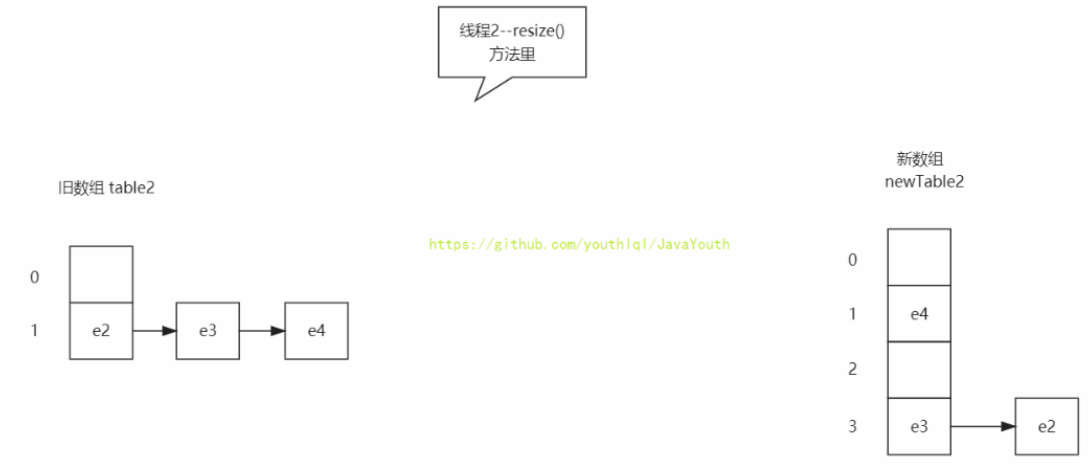 线程2--resize()
方法里
旧数组 table2
新数组
newTable2
https://github.com/youthlql/JavaYouth
0
1
e2
e3
e4
0
1
e4
2
3
e3
e2